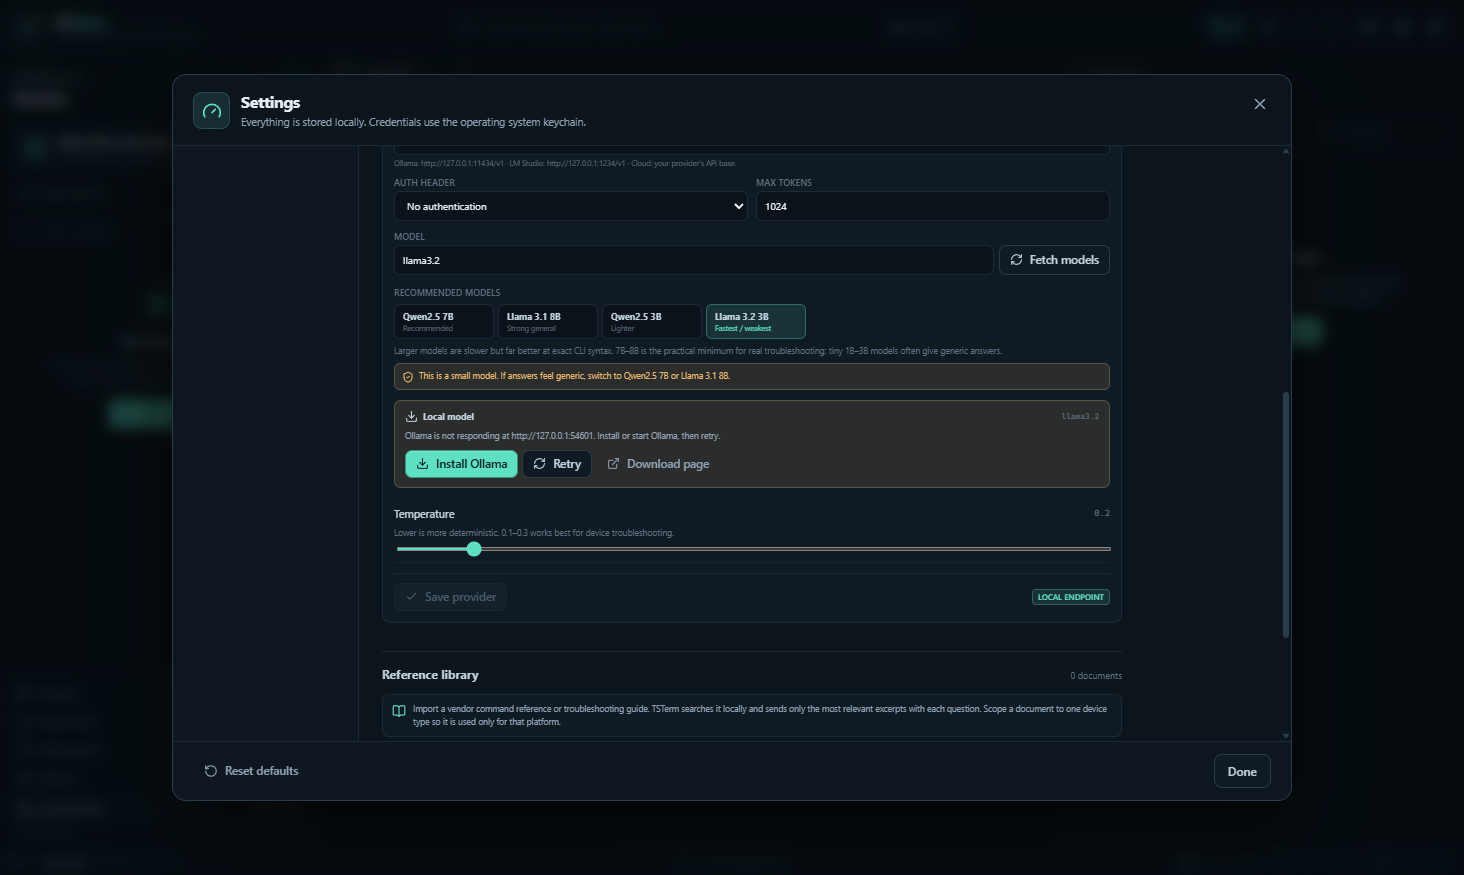 Settings
Everything is stored locally. Credentials use the operating system keychain.
Ollama: http://127.0.0.1:11434/v1 · LM Studio: http://127.0.0.1:1234/v1 · Cloud: your provider's API base.
AUTH HEADER
MAX TOKENS
No authentication
1024
MODEL
llama3.2
Fetch models
RECOMMENDED MODELS
Qwen2.5 7B
Recommended
Llama 3.1 8B
Strong general
Qwen2.5 3B
Lighter
Llama 3.2 3B
Fastest / weakest
Larger models are slower but far better at exact CLI syntax. 7B–8B is the practical minimum for real troubleshooting; tiny 1B–3B models often give generic answers.
This is a small model. If answers feel generic, switch to Qwen2.5 7B or Llama 3.1 8B.
Local model
llama3.2
Ollama is not responding at http://127.0.0.1:54601. Install or start Ollama, then retry.
Install Ollama
Retry
Download page
Temperature
0.2
Lower is more deterministic. 0.1–0.3 works best for device troubleshooting.
Save provider
LOCAL ENDPOINT
Reference library
0 documents
Import a vendor command reference or troubleshooting guide. TSTerm searches it locally and sends only the most relevant excerpts with each question. Scope a document to one device
type so it is used only for that platform.
Reset defaults
Done